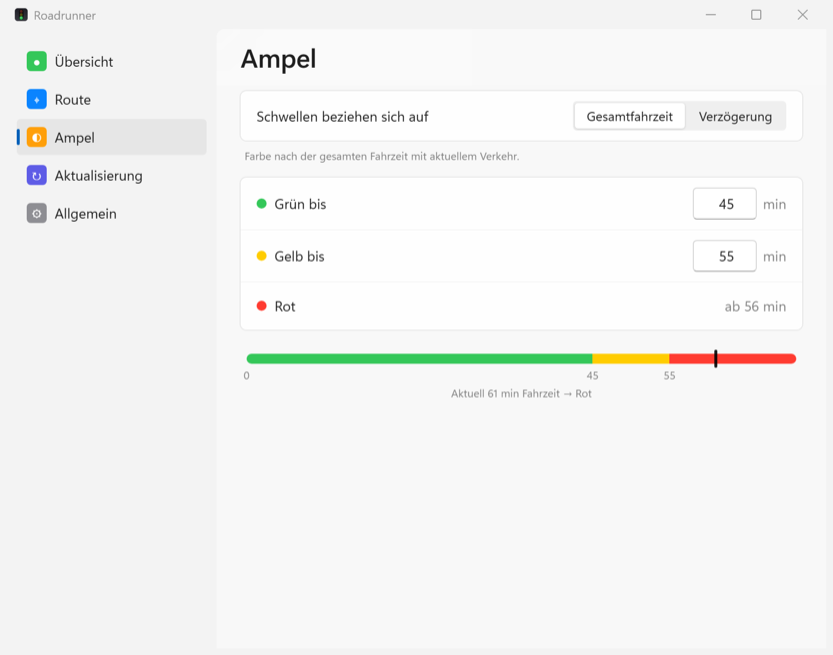 Roadrunner
Übersicht
Route
Ampel
Aktualisierung
Allgemein
Ampel
Schwellen beziehen sich auf Gesamtfahrzeit Verzögerung
Farbe nach der gesamten Fahrzeit mit aktuellem Verkehr.
Grün bis 45 min
Gelb bis 55 min
Rot ab 56 min
0 45 55
Aktuell 61 min Fahrzeit → Rot